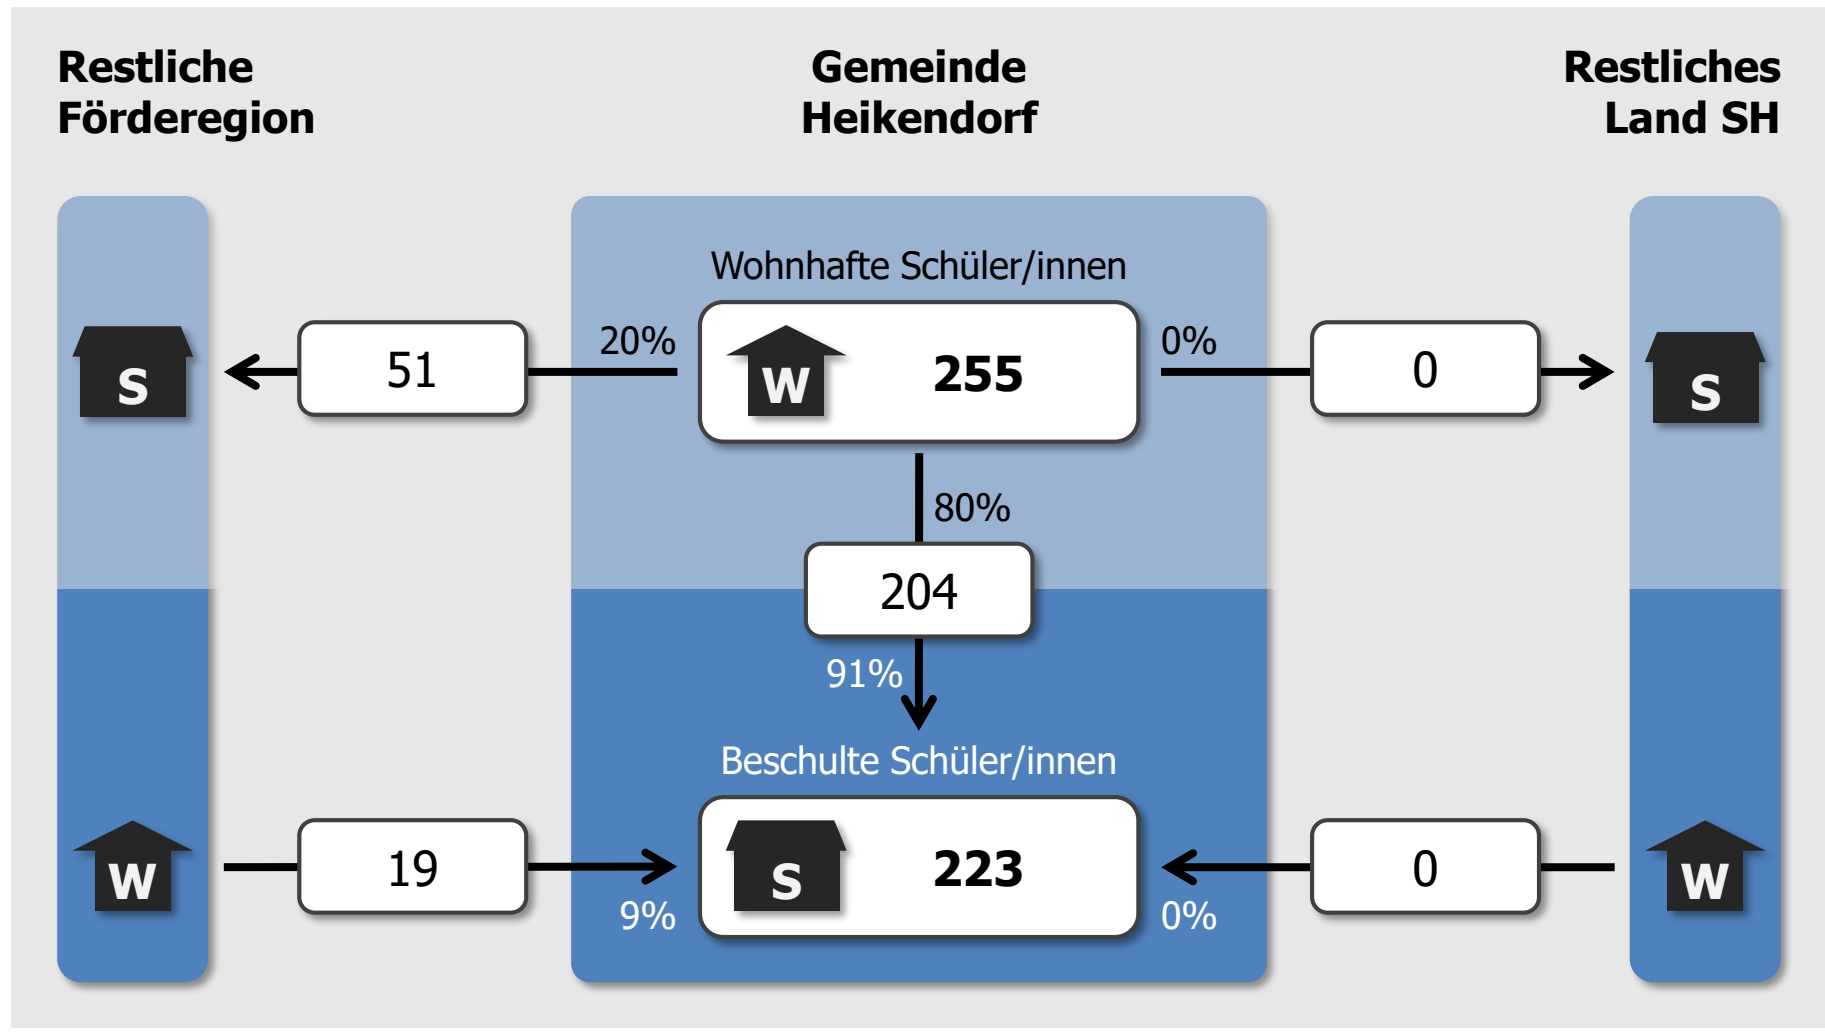 Restliche
Förderegion
Gemeinde
Heikendorf
Restliches
Land SH
Wohnhafte Schüler/innen
S
51
20%
W
255
0%
0
S
80%
204
91%
Beschulte Schüler/innen
W
19
9%
S
223
0%
0
W